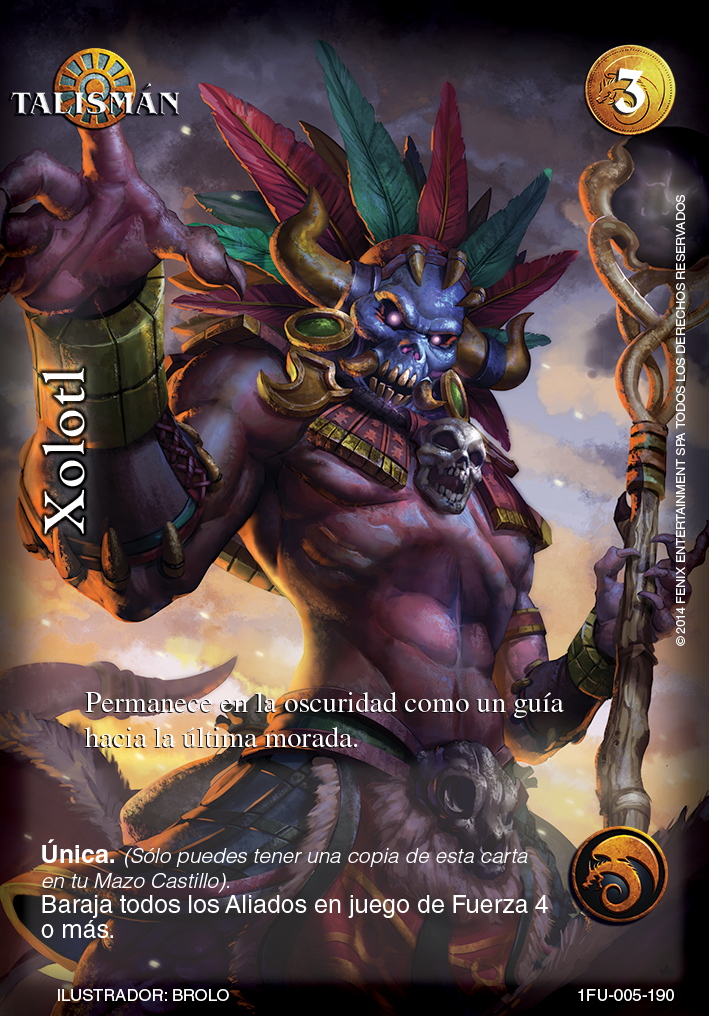 TALISMÁN
3
Xolotl
© 2014 FENIX ENTERTAINMENT SPA TODOS LOS DERECHOS RESERVADOS
Permanece en la oscuridad como un guía
hacia la última morada.
Única. (Sólo puedes tener una copia de esta carta
en tu Mazo Castillo).
Baraja todos los Aliados en juego de Fuerza 4
o más.
ILUSTRADOR: BROLO
1FU-005-190